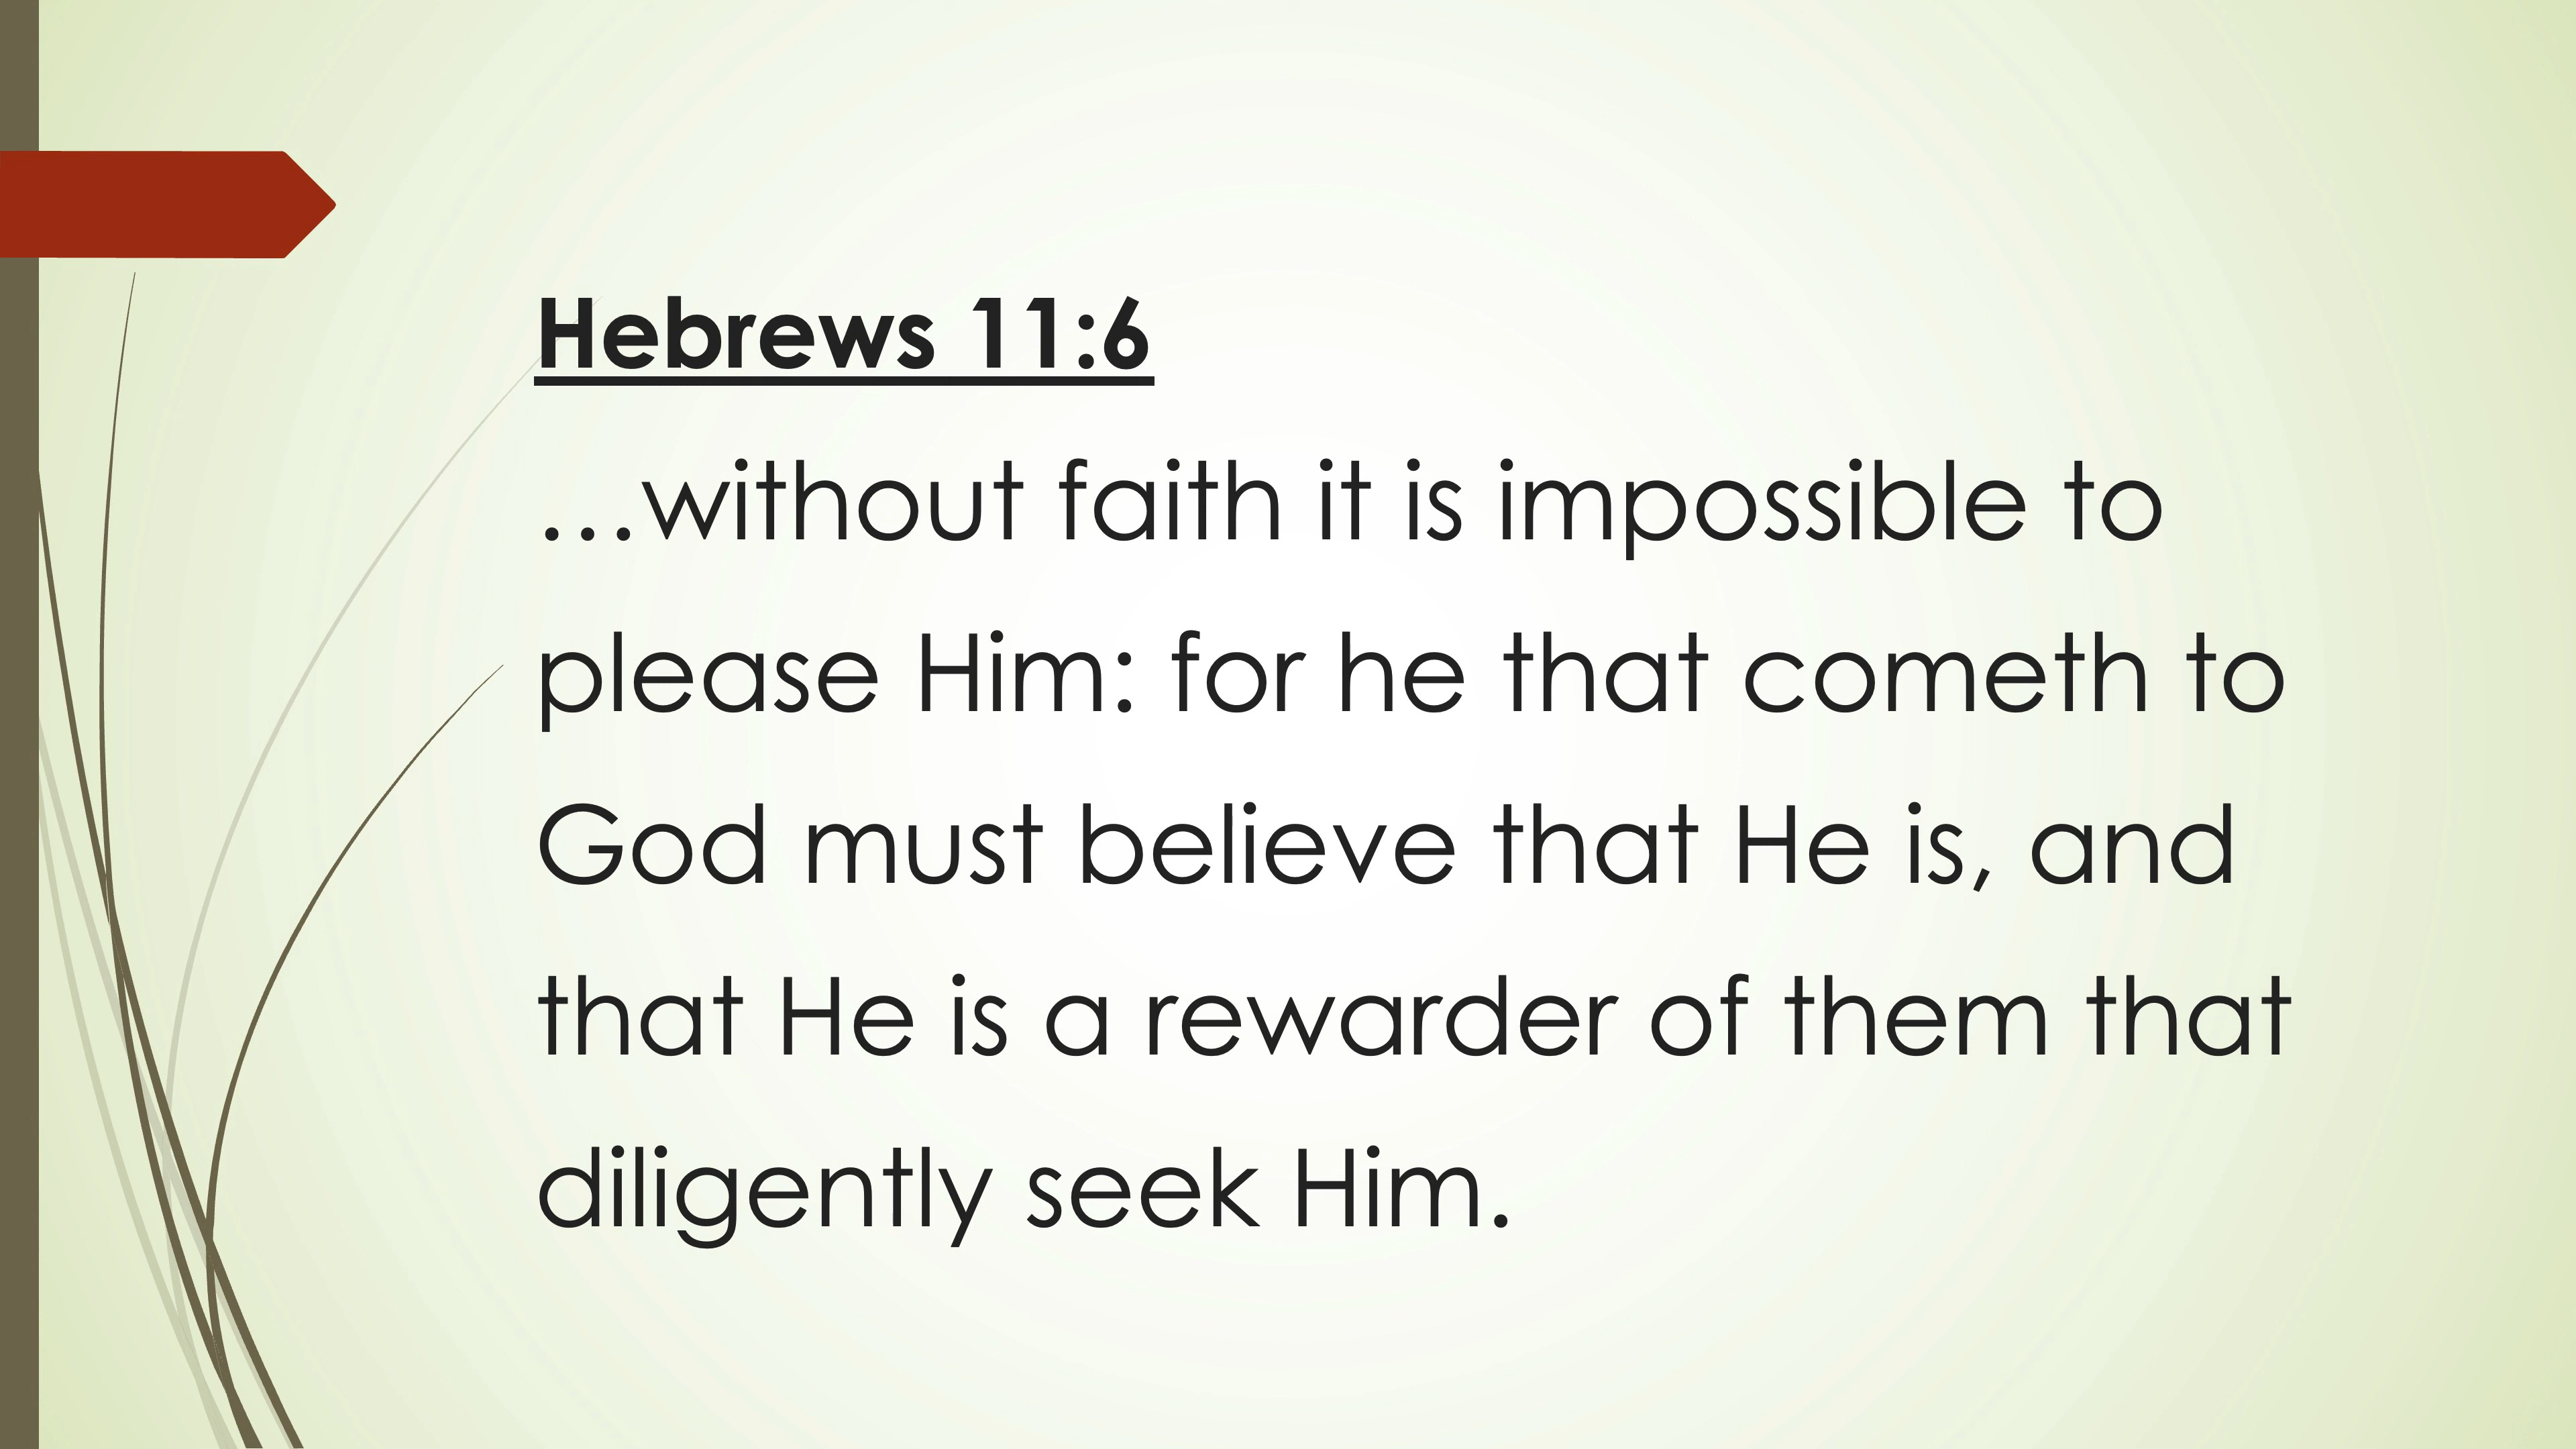 Hebrews 11:6
…without faith it is impossible to
please Him: for he that cometh to
God must believe that He is, and
that He is a rewarder of them that
diligently seek Him.